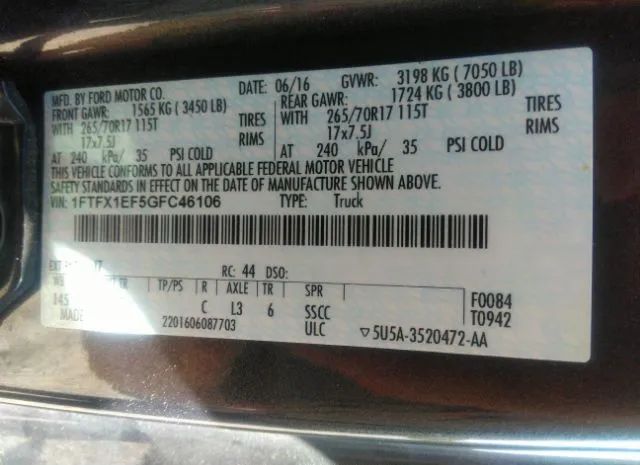 MFD. BY FORD MOTOR CO. DATE: 06/16 GVWR: 3198 KG ( 7050 LB)
FRONT GAWR: 1565 KG ( 3450 LB) REAR GAWR: 1724 KG ( 3800 LB)
WITH 265/70R17 115T TIRES WITH 265/70R17 115T TIRES
17x7.5J RIMS 17x7.5J RIMS
AT 240 kPa/ 35 PSI COLD AT 240 kPa/ 35 PSI COLD
THIS VEHICLE CONFORMS TO ALL APPLICABLE FEDERAL MOTOR VEHICLE
SAFETY STANDARDS IN EFFECT ON THE DATE OF MANUFACTURE SHOWN ABOVE.
VIN: 1FTFX1EF5GFC46106 TYPE: Truck
EXT RC: 44 DSO:
WB TR TP/PS R AXLE TR SPR F0084
145 C L3 6 SSCC T0942
MADE 2201606087703 ULC ▽5U5A-3520472-AA